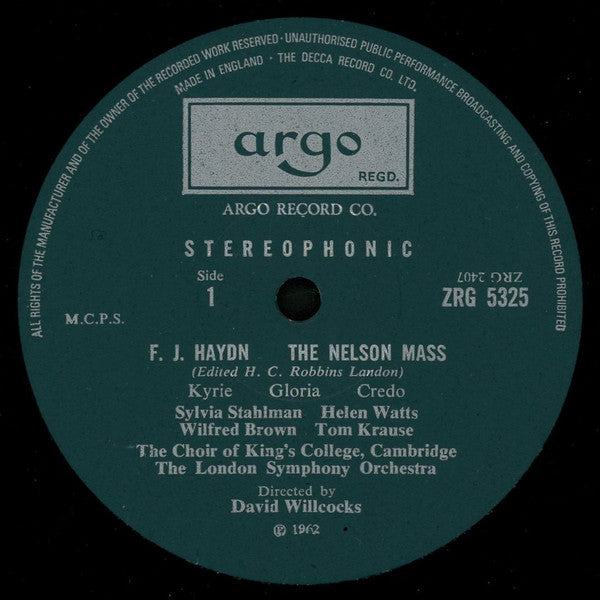 ALL RIGHTS OF THE MANUFACTURER AND OF THE OWNER OF THE RECORDED WORK RESERVED · UNAUTHORISED PUBLIC PERFORMANCE BROADCASTING AND COPYING OF THIS RECORD PROHIBITED
MADE IN ENGLAND · THE DECCA RECORD CO. LTD.
argo
REGD.
ARGO RECORD CO.
STEREOPHONIC
Side
1
ZRG 2407
ZRG 5325
M.C.P.S.
F. J. HAYDN THE NELSON MASS
(Edited H. C. Robbins Landon)
Kyrie Gloria Credo
Sylvia Stahlman Helen Watts
Wilfred Brown Tom Krause
The Choir of King's College, Cambridge
The London Symphony Orchestra
Directed by
David Willcocks
℗ 1962